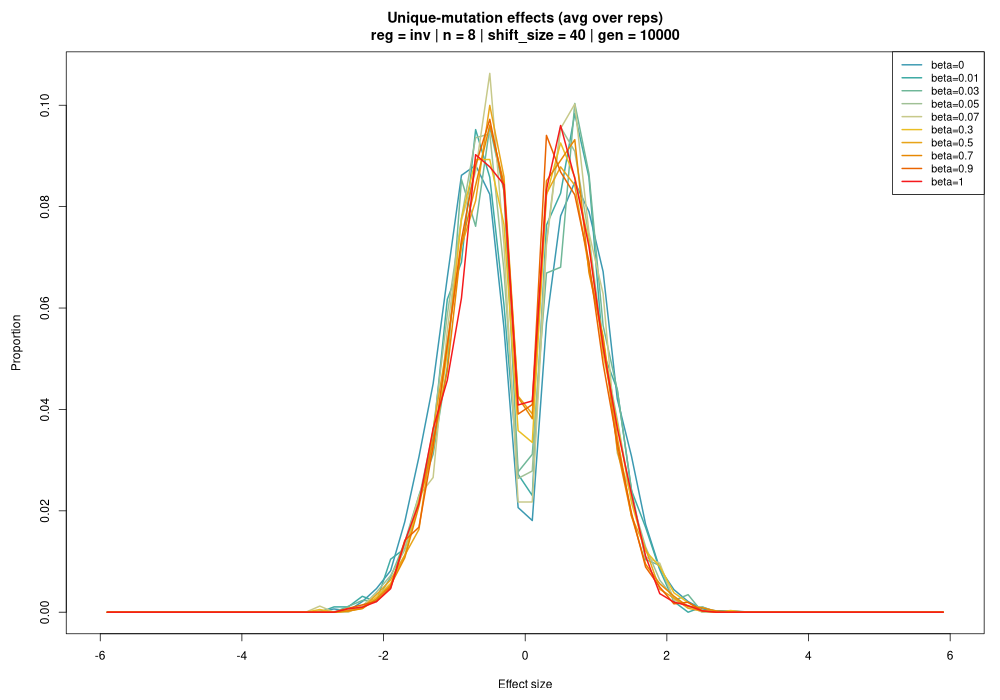 Unique-mutation effects (avg over reps)
reg = inv | n = 8 | shift_size = 40 | gen = 10000
beta=0
beta=0.01
beta=0.03
beta=0.05
beta=0.07
beta=0.3
beta=0.5
beta=0.7
beta=0.9
beta=1
Proportion
0.10
0.08
0.06
0.04
0.02
0.00
-6 -4 -2 0 2 4 6
Effect size